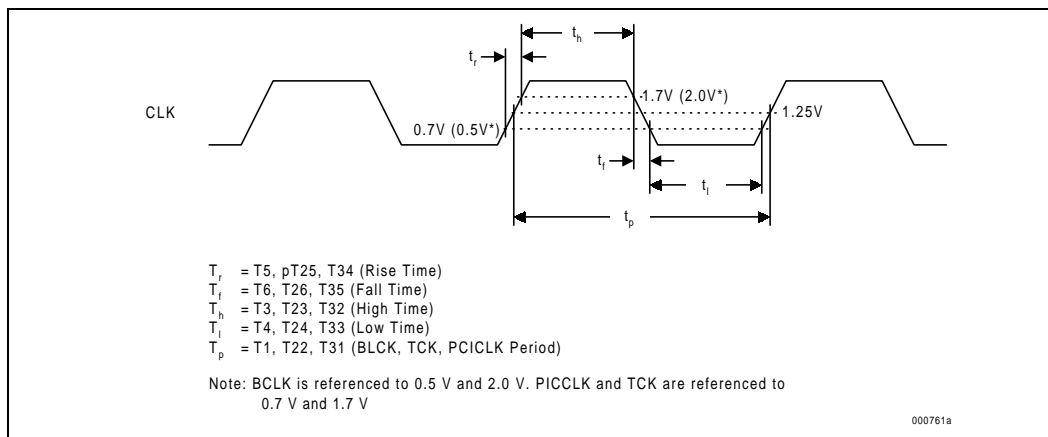 t_h
t_r
1.7V (2.0V*)
CLK
1.25V
0.7V (0.5V*)
t_f
t_l
t_p
T_r = T5, pT25, T34 (Rise Time)
T_f = T6, T26, T35 (Fall Time)
T_h = T3, T23, T32 (High Time)
T_l = T4, T24, T33 (Low Time)
T_p = T1, T22, T31 (BLCK, TCK, PCICLK Period)
Note: BCLK is referenced to 0.5 V and 2.0 V. PICCLK and TCK are referenced to
0.7 V and 1.7 V
000761a